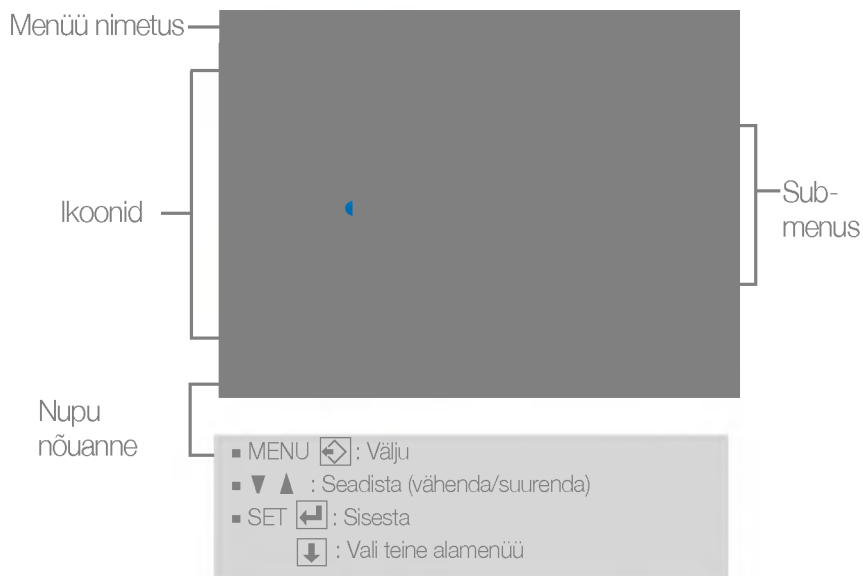 Menüü nimetus
Ikoonid
Sub-
menus
Nupu
nõuanne
▪ MENU : Välju
▪ ▼ ▲ : Seadista (vähenda/suurenda)
▪ SET : Sisesta
: Vali teine alamenüü